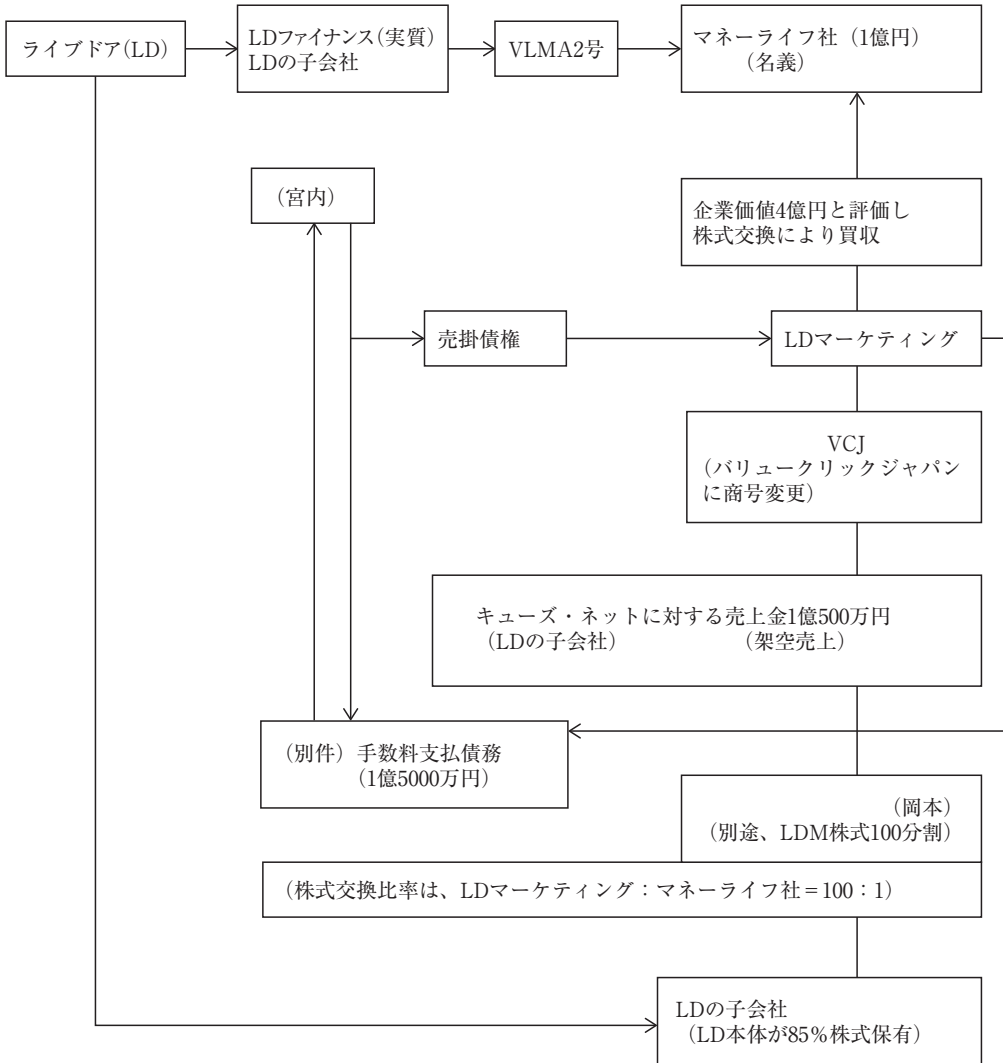 ライブドア(LD)
LDファイナンス(実質)
LDの子会社
VLMA2号
マネーライフ社（1億円）
（名義）
（宮内）
企業価値4億円と評価し
株式交換により買収
売掛債権
LDマーケティング
VCJ
（バリュークリックジャパン
に商号変更）
キューズ・ネットに対する売上金1億500万円
（LDの子会社）　（架空売上）
（別件）手数料支払債務
（1億5000万円）
（岡本）
（別途、LDM株式100分割）
（株式交換比率は、LDマーケティング：マネーライフ社＝100：1）
LDの子会社
（LD本体が85％株式保有）